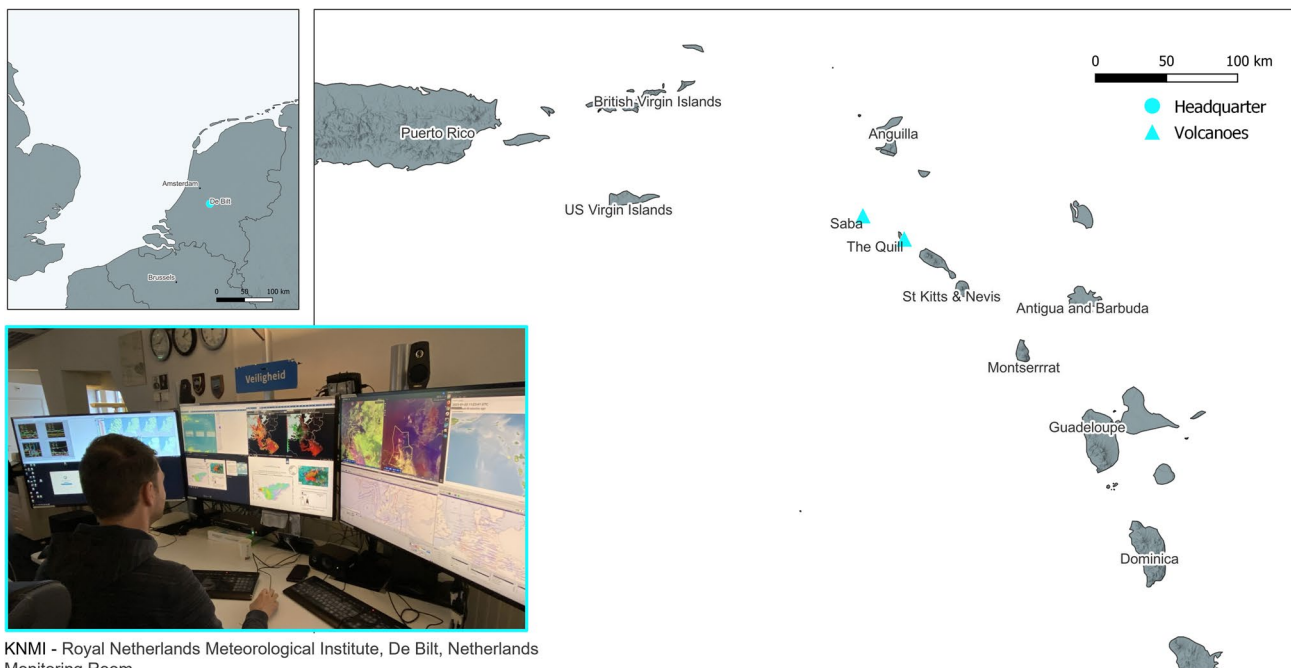 Amsterdam
De Bilt
Brussels
0 50 100 km
0 50 100 km
Headquarter
Volcanoes
British Virgin Islands
Puerto Rico
Anguilla
US Virgin Islands
Saba
The Quill
St Kitts & Nevis
Antigua and Barbuda
Montserrrat
Guadeloupe
Dominica
Veiligheid
KNMI - Royal Netherlands Meteorological Institute, De Bilt, Netherlands
Monitoring Room